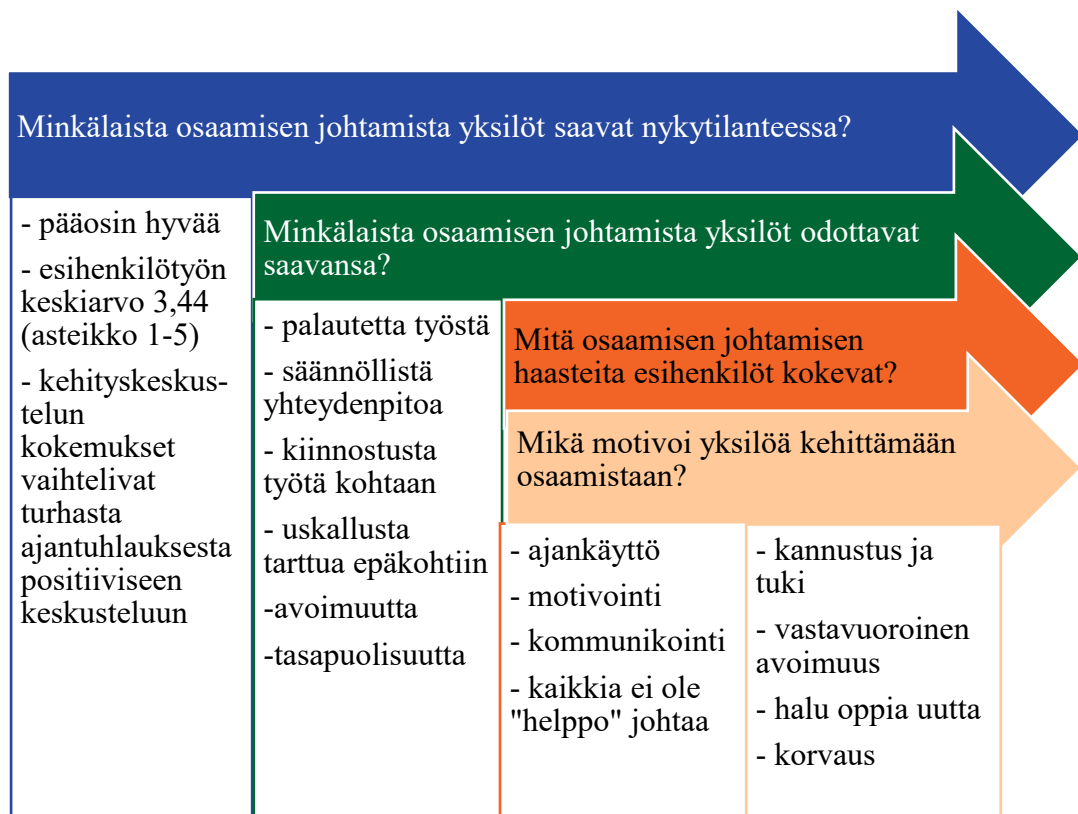 Minkälaista osaamisen johtamista yksilöt saavat nykytilanteessa?
- pääosin hyvää
- esihenkilötyön
keskiarvo 3,44
(asteikko 1-5)
- kehityskeskus-
telun
kokemukset
vaihtelivat
turhasta
ajantuhlauksesta
positiiviseen
keskusteluun
Minkälaista osaamisen johtamista yksilöt odottavat
saavansa?
- palautetta työstä
- säännöllistä
yhteydenpitoa
- kiinnostusta
työtä kohtaan
- uskallusta
tarttua epäkohtiin
-avoimuutta
-tasapuolisuutta
Mitä osaamisen johtamisen
haasteita esihenkilöt kokevat?
- ajankäyttö
- motivointi
- kommunikointi
- kaikkia ei ole
"helppo" johtaa
Mikä motivoi yksilöä kehittämään
osaamistaan?
- kannustus ja
tuki
- vastavuoroinen
avoimuus
- halu oppia uutta
- korvaus